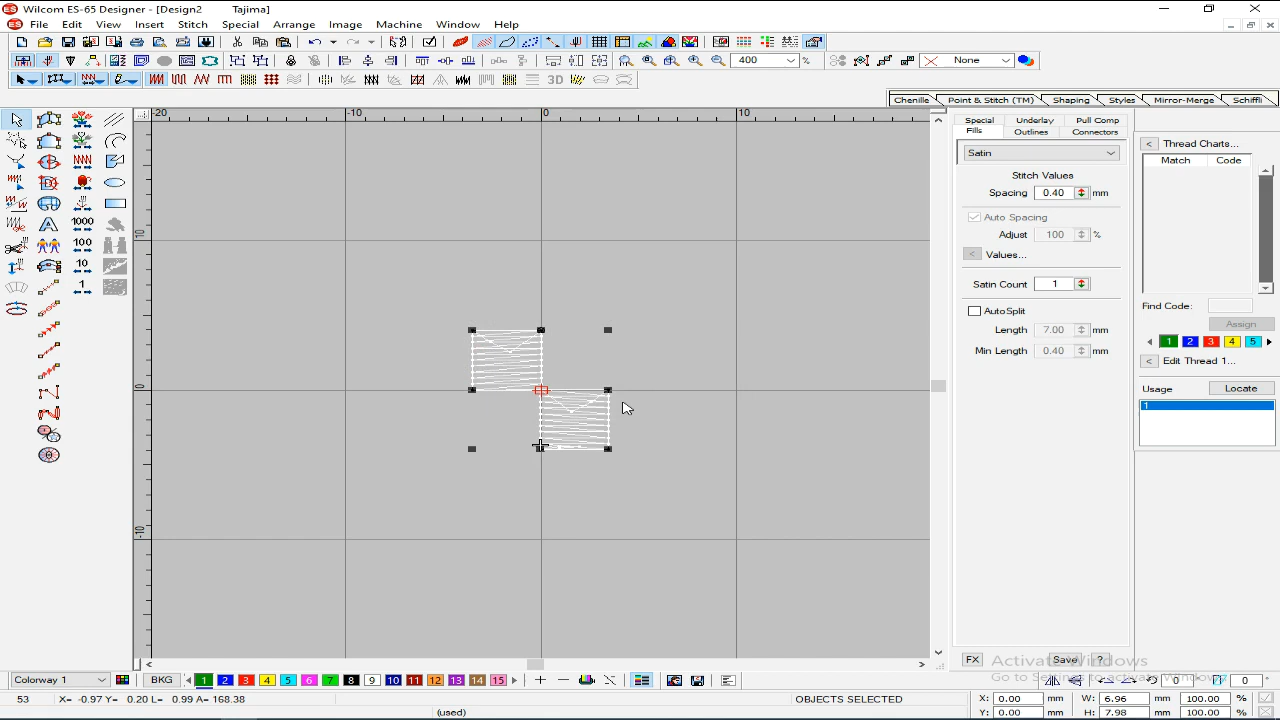 Wilcom ES-65 Designer - [Design2 Tajima]
File Edit View Insert Stitch Special Arrange Image Machine Window Help
400 % None
3D
Chenille Point & Stitch (TM) Shaping Styles Mirror-Merge Schiffli
-20 -10 0 10
10
0
-10
1000
100
10
1
Special Underlay Pull Comp
Fills Outlines Connectors
Satin
Stitch Values
Spacing 0.40 mm
Auto Spacing
Adjust 100 %
< Values...
Satin Count 1
AutoSplit
Length 7.00 mm
Min Length 0.40 mm
FX Save ?
< Thread Charts...
Match Code
Find Code:
Assign
1 2 3 4 5
< Edit Thread 1...
Usage Locate
1
Activate Windows
Go to Settings to activate Windows.
0 0
Colorway 1 BKG 1 2 3 4 5 6 7 8 9 10 11 12 13 14 15
53 X= -0.97 Y= 0.20 L= 0.99 A= 168.38 OBJECTS SELECTED
(used)
X: 0.00 mm W: 6.96 mm 100.00 %
Y: 0.00 mm H: 7.98 mm 100.00 %